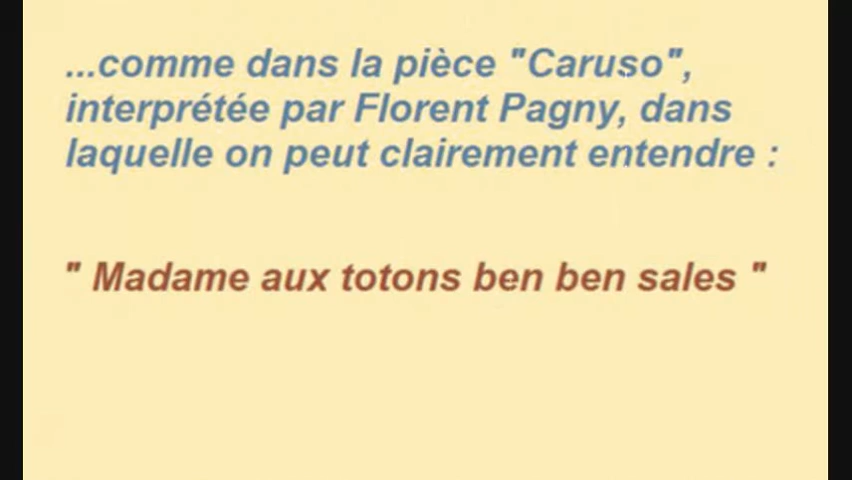 ...comme dans la pièce "Caruso",
interprétée par Florent Pagny, dans
laquelle on peut clairement entendre :
" Madame aux totons ben ben sales "